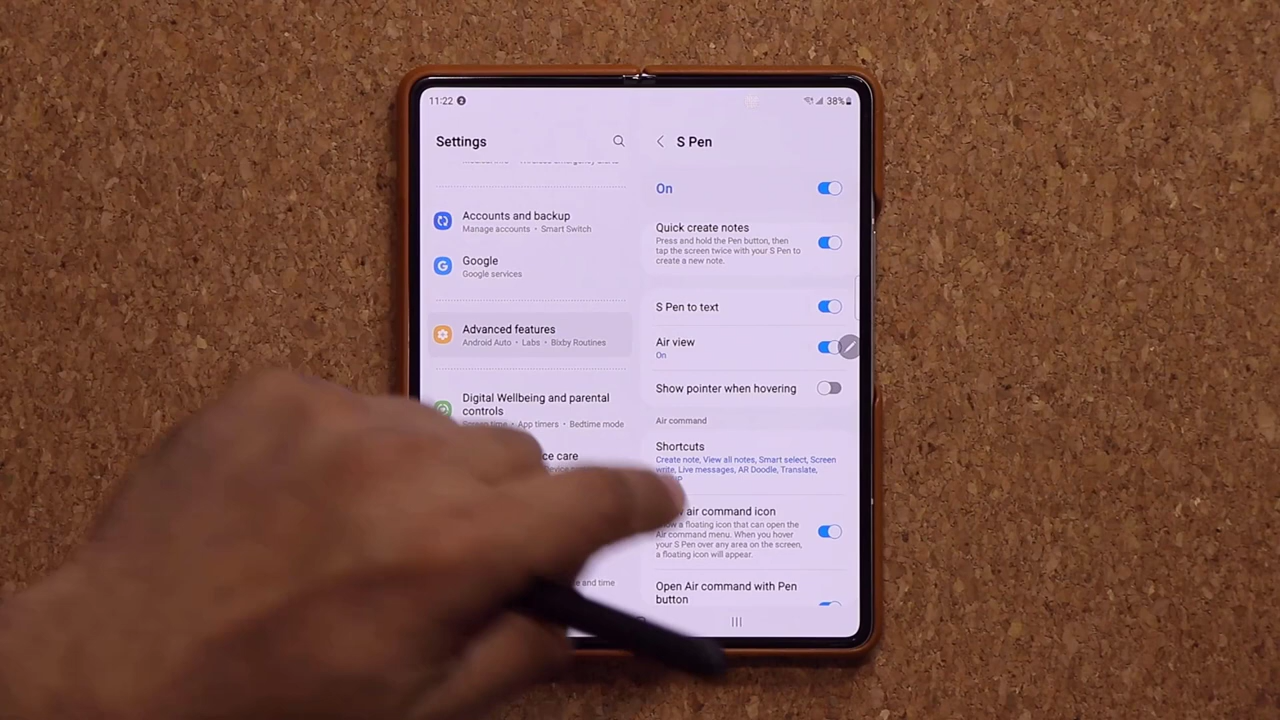 11:22
38%
Settings
Accounts and backup
Manage accounts • Smart Switch
Google
Google services
Advanced features
Android Auto • Labs • Bixby Routines
Digital Wellbeing and parental
controls
Screen time • App timers • Bedtime mode
care
and time
S Pen
On
Quick create notes
Press and hold the Pen button, then
tap the screen twice with your S Pen to
create a new note.
S Pen to text
Air view
On
Show pointer when hovering
Air command
Shortcuts
Create note, View all notes, Smart select, Screen
write, Live messages, AR Doodle, Translate,
air command icon
a floating icon that can open the
Air command menu. When you hover
your S Pen over any area on the screen,
a floating icon will appear.
Open Air command with Pen
button